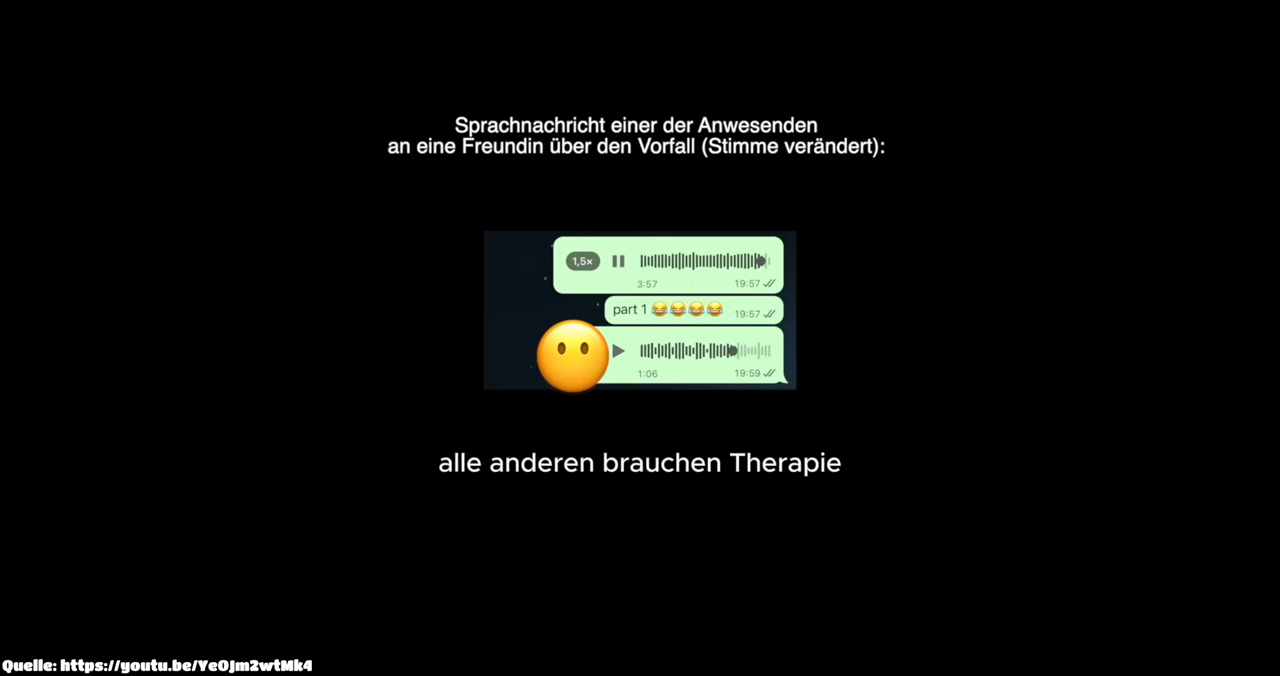 Sprachnachricht einer der Anwesenden
an eine Freundin über den Vorfall (Stimme verändert):
1,5×
3:57 19:57
part 1 😂😂😂😂 19:57
1:06 19:59
alle anderen brauchen Therapie
Quelle: https://youtu.be/YeOJm2wtMk4